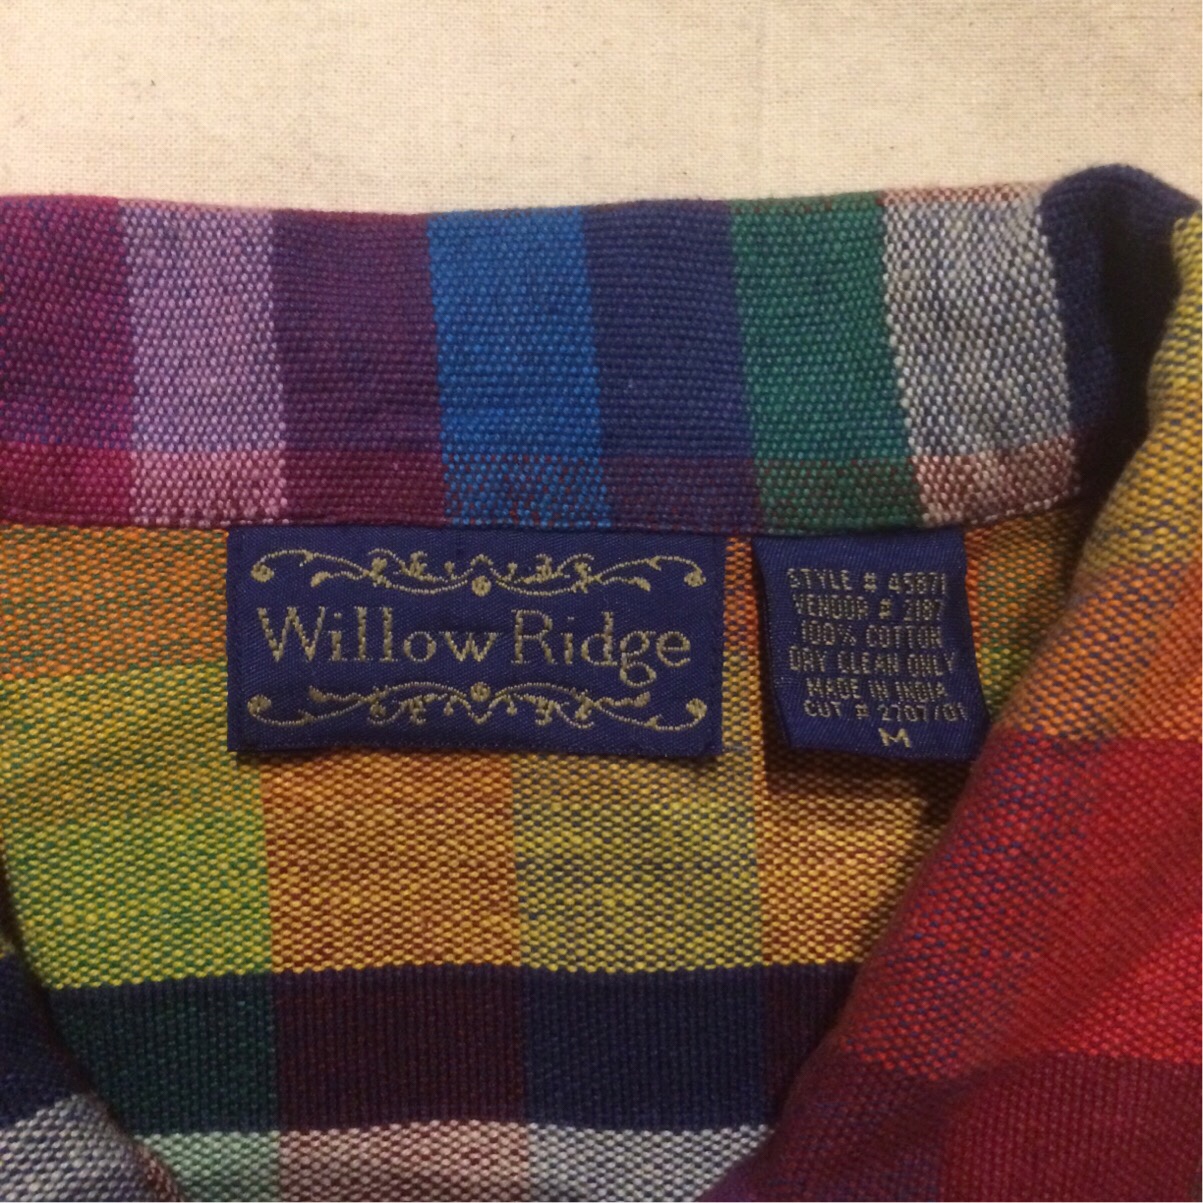 Willow Ridge
STYLE # 45871
VENDOR # 2187
100% COTTON
DRY CLEAN ONLY
MADE IN INDIA
CUT # 2707/01
M